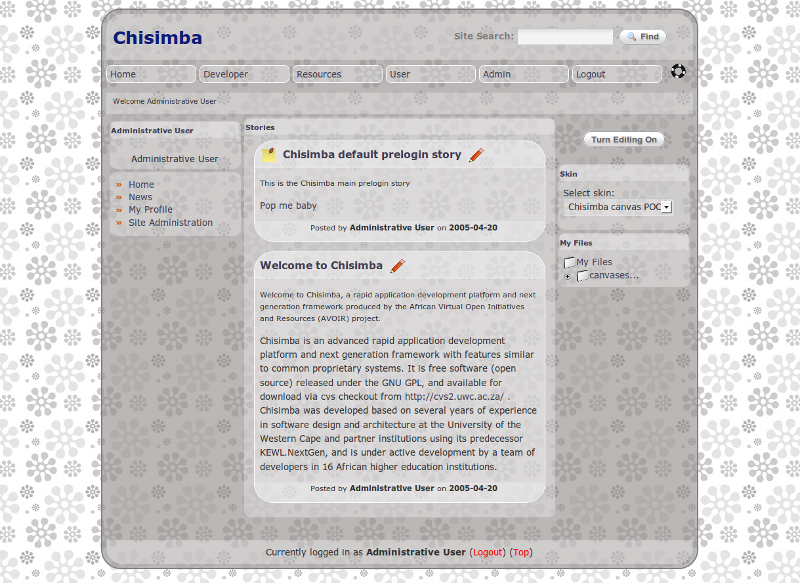 Chisimba
Site Search:
Find
Home
Developer
Resources
User
Admin
Logout
Welcome Administrative User
Administrative User
Administrative User
» Home
» News
» My Profile
» Site Administration
Stories
Chisimba default prelogin story
This is the Chisimba main prelogin story
Pop me baby
Posted by Administrative User on 2005-04-20
Welcome to Chisimba
Welcome to Chisimba, a rapid application development platform and next
generation framework produced by the African Virtual Open Initiatives
and Resources (AVOIR) project.
Chisimba is an advanced rapid application development
platform and next generation framework with features similar
to common proprietary systems. It is free software (open
source) released under the GNU GPL, and available for
download via cvs checkout from http://cvs2.uwc.ac.za/ .
Chisimba was developed based on several years of experience
in software design and architecture at the University of the
Western Cape and partner institutions using its predecessor
KEWL.NextGen, and is under active development by a team of
developers in 16 African higher education institutions.
Posted by Administrative User on 2005-04-20
Turn Editing On
Skin
Select skin:
Chisimba canvas POC
My Files
My Files
canvases...
Currently logged in as Administrative User (Logout) (Top)